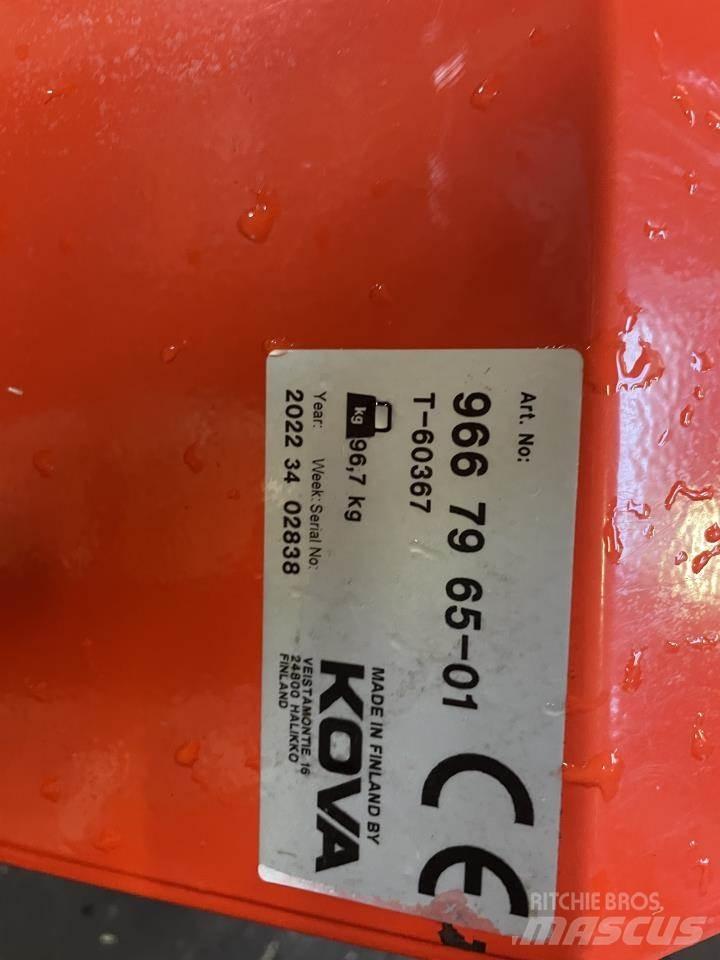 Art. No:
966 79 65-01
T-60367
kg 96,7 kg
Year: Week: Serial No:
2022 34 02838
CE
MADE IN FINLAND BY
KOVA
VEISTAMONTIE 16
24800 HALIKKO
FINLAND
RITCHIE BROS.
MASCUS